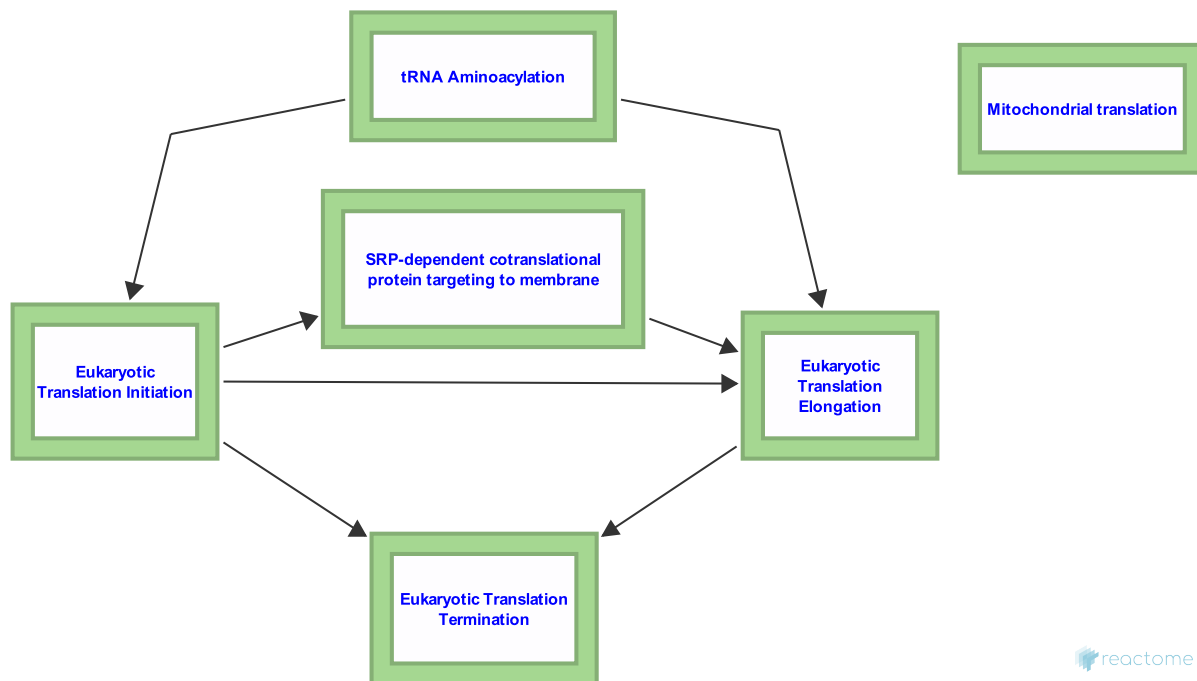 tRNA Aminoacylation
Mitochondrial translation
SRP-dependent cotranslational
protein targeting to membrane
Eukaryotic
Translation Initiation
Eukaryotic
Translation
Elongation
Eukaryotic Translation
Termination
reactome